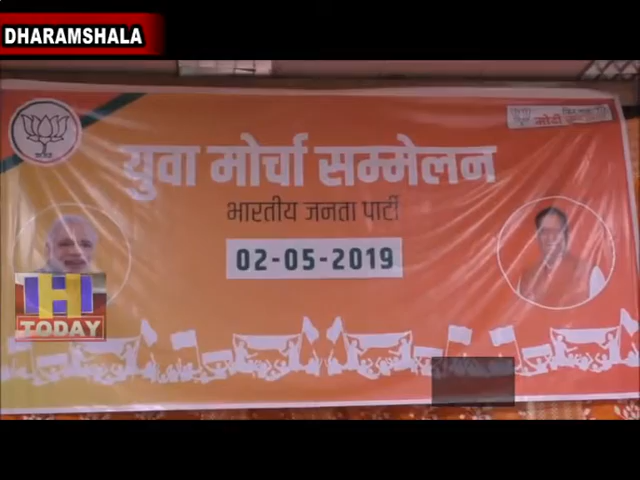 DHARAMSHALA
युवा मोर्चा सम्मेलन
भारतीय जनता पार्टी
02-05-2019
H
TODAY